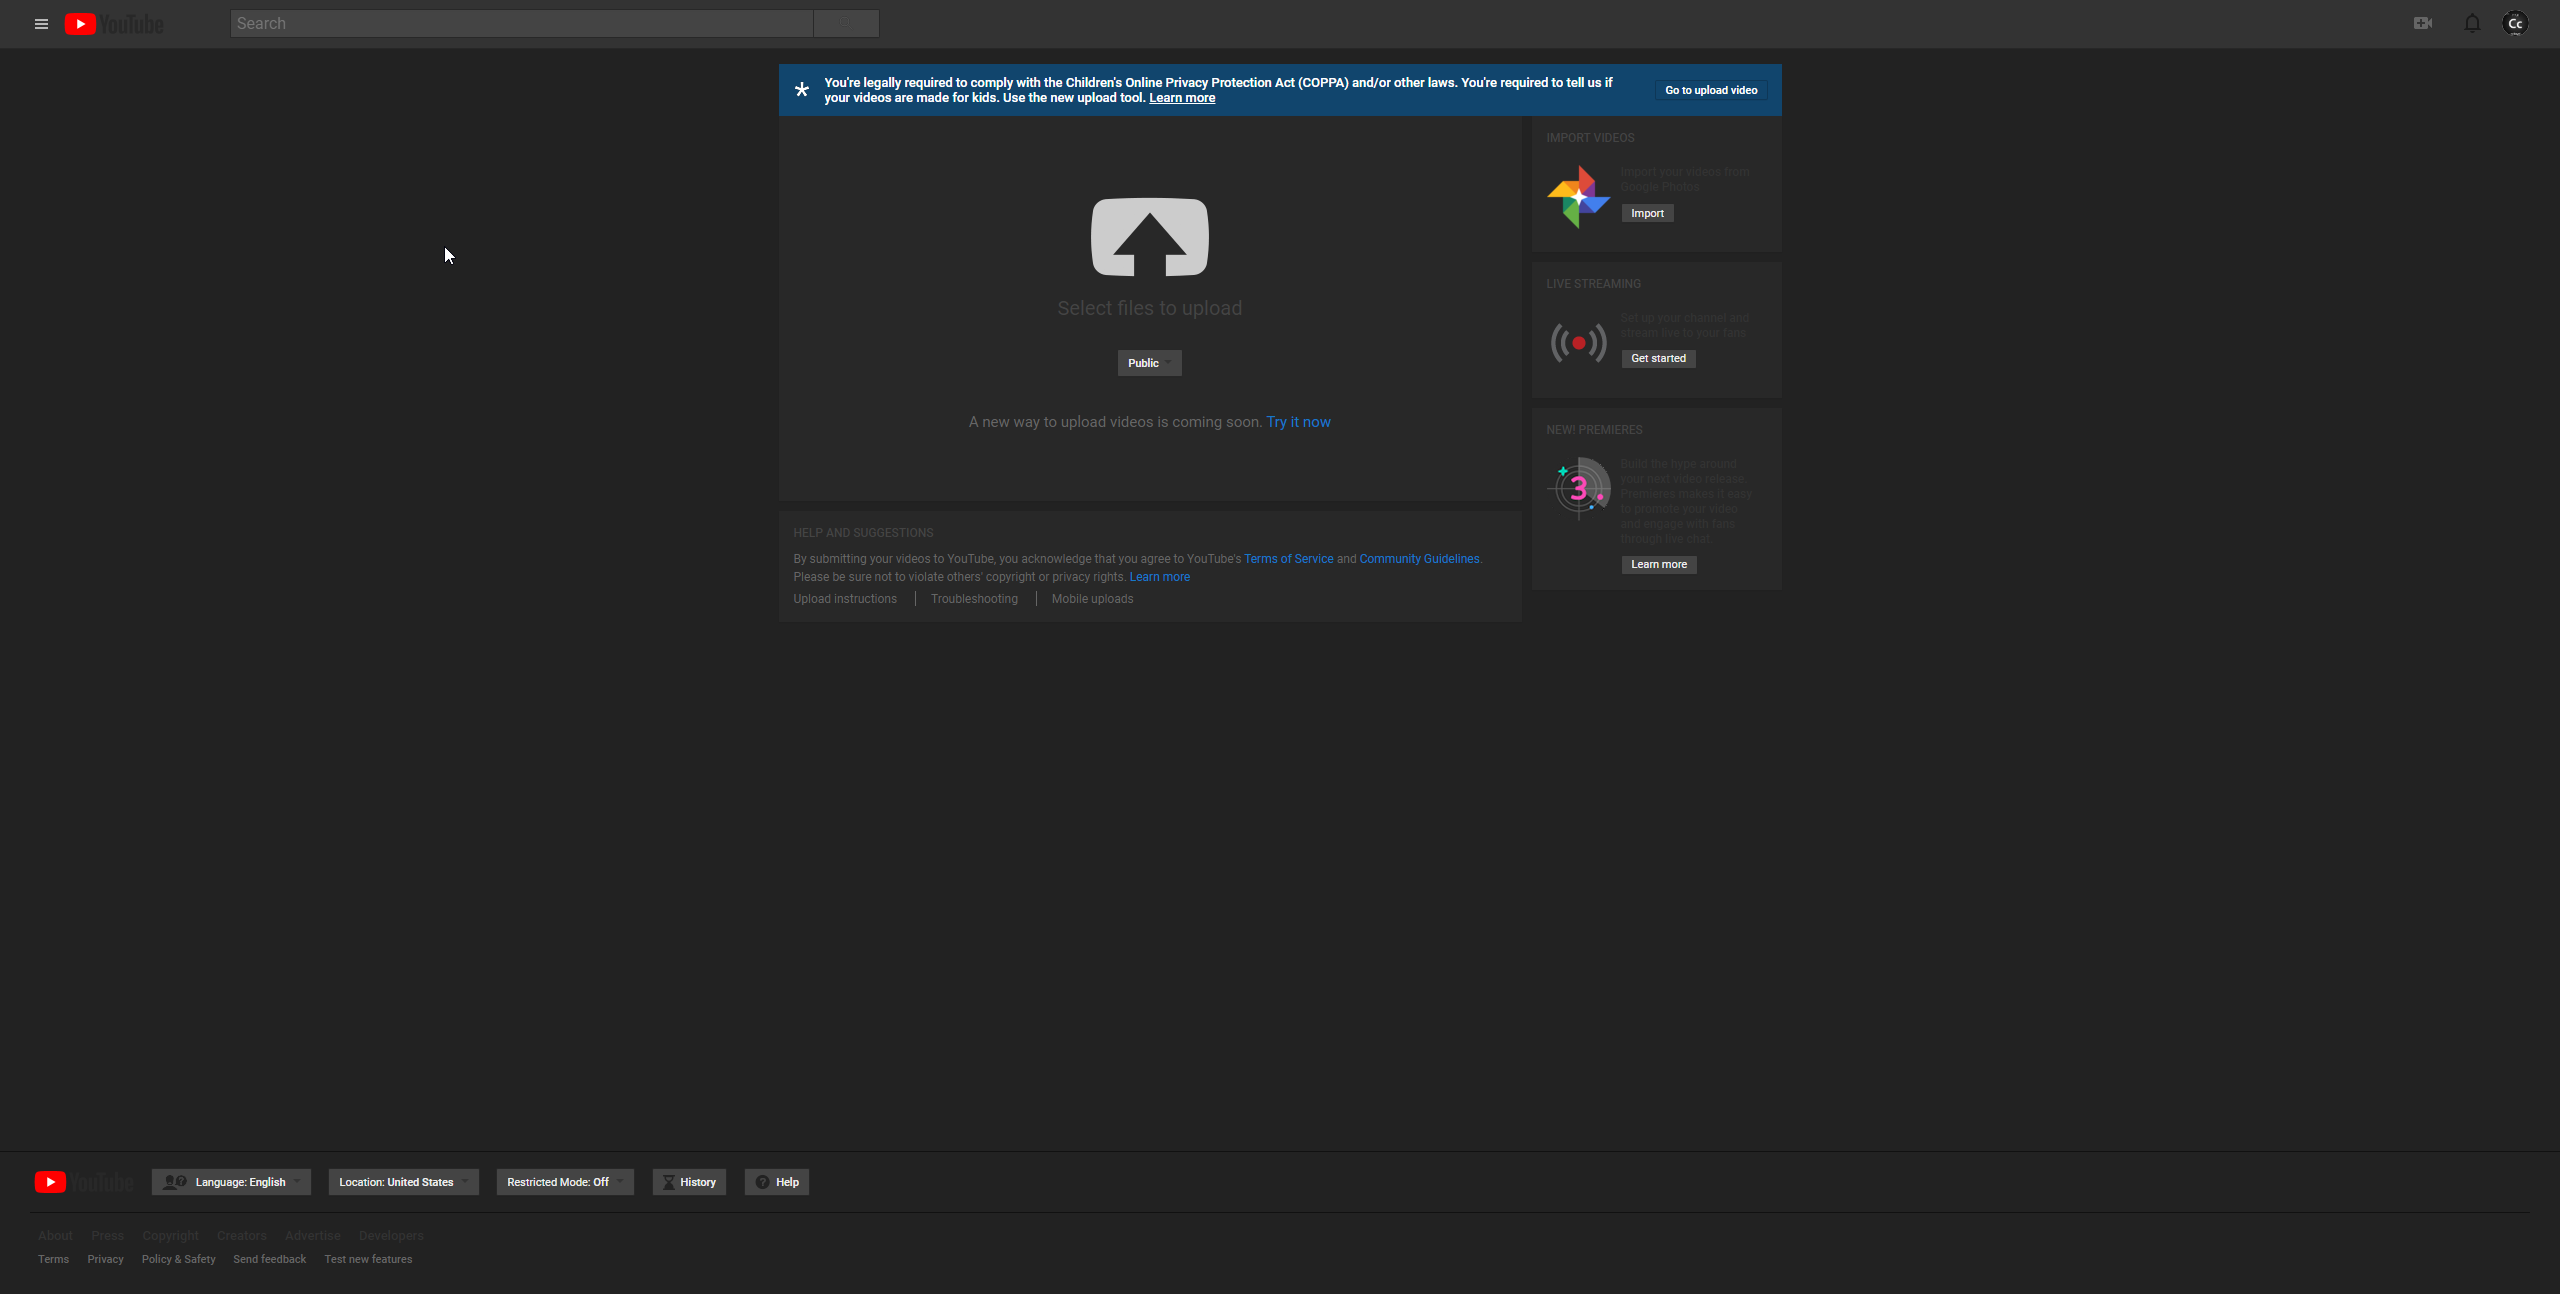 YouTube
Search
Cc
You're legally required to comply with the Children's Online Privacy Protection Act (COPPA) and/or other laws. You're required to tell us if
your videos are made for kids. Use the new upload tool. Learn more
Go to upload video
Select files to upload
Public
A new way to upload videos is coming soon. Try it now
HELP AND SUGGESTIONS
By submitting your videos to YouTube, you acknowledge that you agree to YouTube's Terms of Service and Community Guidelines.
Please be sure not to violate others' copyright or privacy rights. Learn more
Upload instructions
Troubleshooting
Mobile uploads
IMPORT VIDEOS
Import your videos from
Google Photos
Import
LIVE STREAMING
Set up your channel and
stream live to your fans
Get started
NEW! PREMIERES
3
Build the hype around
your next video release.
Premieres makes it easy
to promote your video
and engage with fans
through live chat.
Learn more
YouTube
Language: English
Location: United States
Restricted Mode: Off
History
Help
About Press Copyright Creators Advertise Developers
Terms Privacy Policy & Safety Send feedback Test new features